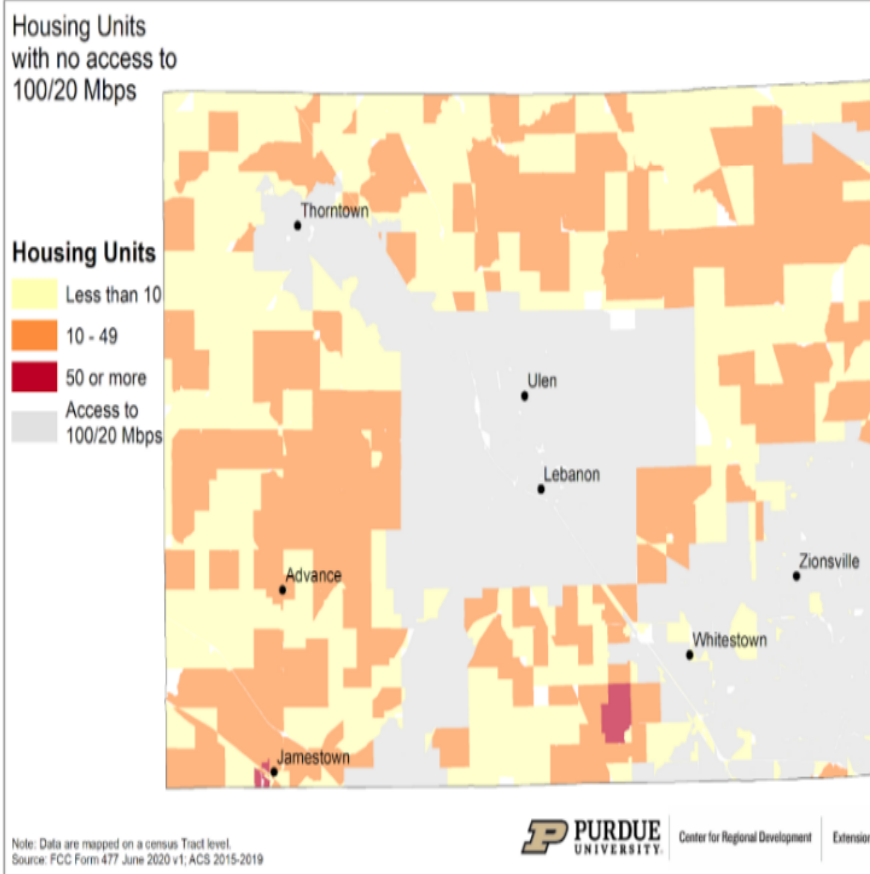 Housing Units
with no access to
100/20 Mbps
Thorntown
Housing Units
Less than 10
10 - 49
50 or more
Access to
100/20 Mbps
Ulen
Lebanon
Advance
Zionsville
Whitestown
Jamestown
Note: Data are mapped on a census Tract level.
Source: FCC Form 477 June 2020 v1; ACS 2015-2019
PURDUE
UNIVERSITY
Center for Regional Development
Extension